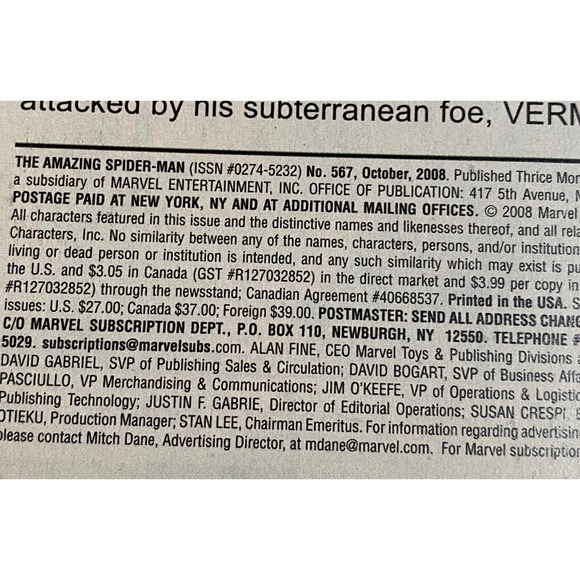 attacked by his subterranean foe, VERM
THE AMAZING SPIDER-MAN (ISSN #0274-5232) No. 567, October, 2008. Published Thrice Mon
a subsidiary of MARVEL ENTERTAINMENT, INC. OFFICE OF PUBLICATION: 417 5th Avenue, N
POSTAGE PAID AT NEW YORK, NY AND AT ADDITIONAL MAILING OFFICES. © 2008 Marvel
All characters featured in this issue and the distinctive names and likenesses thereof, and all rela
Characters, Inc. No similarity between any of the names, characters, persons, and/or institution
living or dead person or institution is intended, and any such similarity which may exist is pu
the U.S. and $3.05 in Canada (GST #R127032852) in the direct market and $3.99 per copy in
#R127032852) through the newsstand; Canadian Agreement #40668537. Printed in the USA. S
issues: U.S. $27.00; Canada $37.00; Foreign $39.00. POSTMASTER: SEND ALL ADDRESS CHANG
C/O MARVEL SUBSCRIPTION DEPT., P.O. BOX 110, NEWBURGH, NY 12550. TELEPHONE #
5029. subscriptions@marvelsubs.com. ALAN FINE, CEO Marvel Toys & Publishing Divisions
DAVID GABRIEL, SVP of Publishing Sales & Circulation; DAVID BOGART, SVP of Business Affa
PASCIULLO, VP Merchandising & Communications; JIM O'KEEFE, VP of Operations & Logistic
Publishing Technology; JUSTIN F. GABRIE, Director of Editorial Operations; SUSAN CRESPI, E
OTIEKU, Production Manager; STAN LEE, Chairman Emeritus. For information regarding advertisin
please contact Mitch Dane, Advertising Director, at mdane@marvel.com. For Marvel subscription